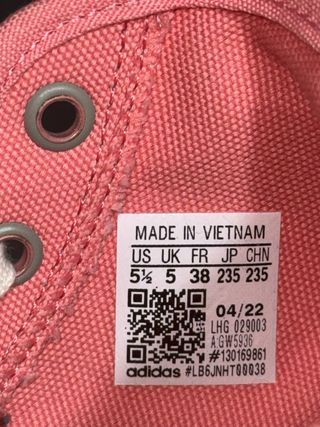 MADE IN VIETNAM
US UK FR JP CHN
5½ 5 38 235 235
04/22
LHG 029003
A:GW5936
#130169861
adidas #LB6JNHT00038